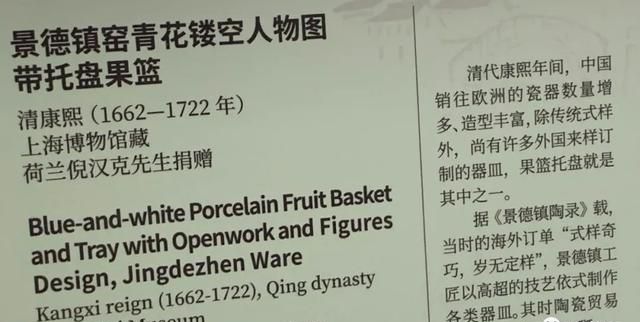 景德镇窑青花镂空人物图
带托盘果篮
清康熙（1662—1722 年）
上海博物馆藏
荷兰倪汉克先生捐赠
Blue-and-white Porcelain Fruit Basket
and Tray with Openwork and Figures
Design, Jingdezhen Ware
Kangxi reign (1662-1722), Qing dynasty
Museum
清代康熙年间，中国
销往欧洲的瓷器数量增
多、造型丰富，除传统式样
外，尚有许多外国来样订
制的器皿，果篮托盘就是
其中之一。
据《景德镇陶录》载，
当时的海外订单“式样奇
巧，岁无定样”，景德镇工
匠以高超的技艺依式制作
各类器皿。其时陶瓷贸易